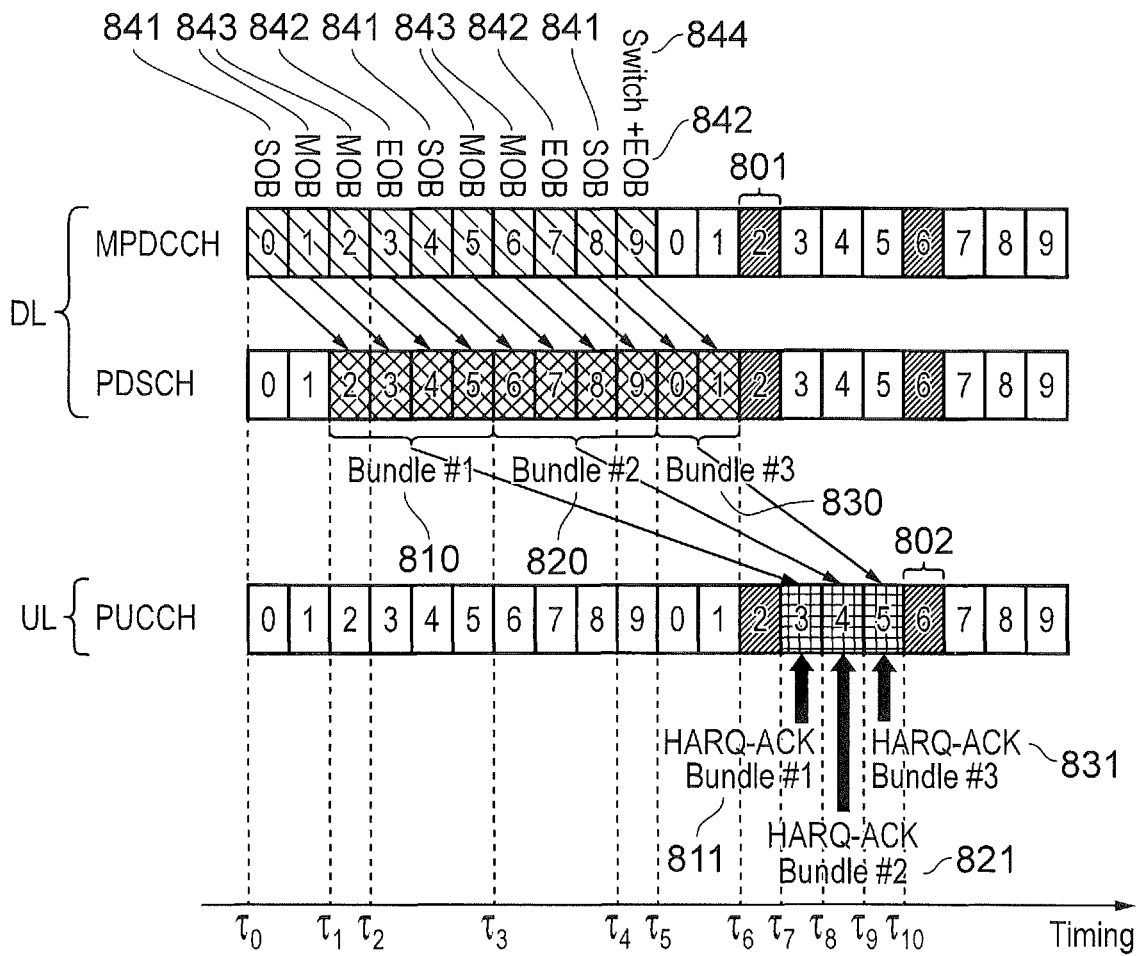 841 843 842 841 843 842 841
Switch +EOB
844
842
SOB MOB MOB EOB SOB MOB MOB EOB SOB
801
DL
MPDCCH 0 1 2 3 4 5 6 7 8 9 0 1 2 3 4 5 6 7 8 9
PDSCH 0 1 2 3 4 5 6 7 8 9 0 1 2 3 4 5 6 7 8 9
Bundle #1 Bundle #2 Bundle #3
830
810 820 802
UL
PUCCH 0 1 2 3 4 5 6 7 8 9 0 1 2 3 4 5 6 7 8 9
HARQ-ACK
Bundle #1
811
HARQ-ACK
Bundle #3
831
HARQ-ACK
Bundle #2
821
τ0 τ1 τ2 τ3 τ4 τ5 τ6 τ7 τ8 τ9 τ10 Timing